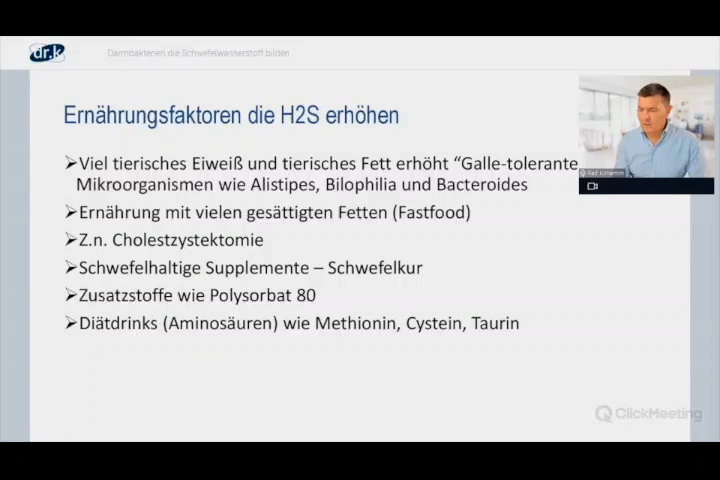 dr.k
Darmbakterien die Schwefelwasserstoff bilden
Ernährungsfaktoren die H2S erhöhen
➢Viel tierisches Eiweiß und tierisches Fett erhöht “Galle-tolerante
Mikroorganismen wie Alistipes, Bilophilia und Bacteroides
➢Ernährung mit vielen gesättigten Fetten (Fastfood)
➢Z.n. Cholestzystektomie
➢Schwefelhaltige Supplemente – Schwefelkur
➢Zusatzstoffe wie Polysorbat 80
➢Diätdrinks (Aminosäuren) wie Methionin, Cystein, Taurin
ClickMeeting